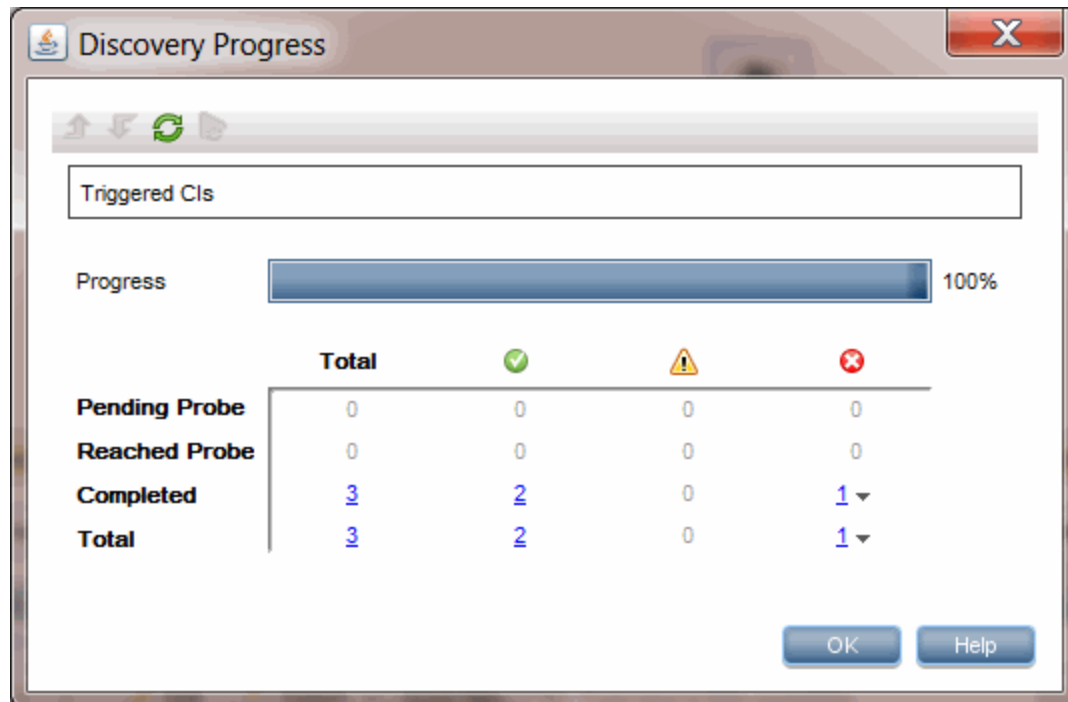 Discovery Progress
Triggered CIs
Progress 100%
Total
Pending Probe 0 0 0 0
Reached Probe 0 0 0 0
Completed 3 2 0 1
Total 3 2 0 1
OK Help